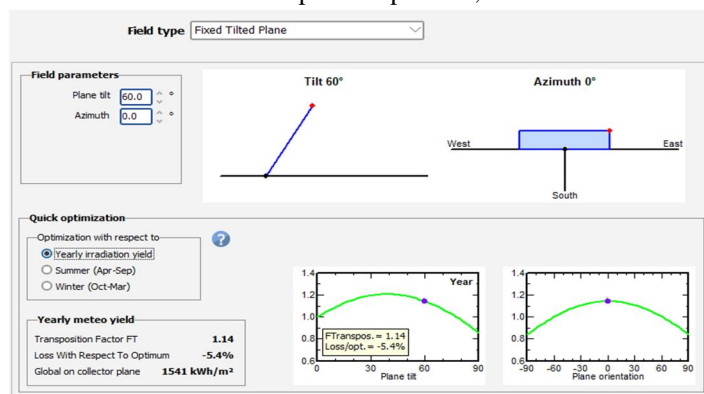 Field type Fixed Tilted Plane
Field parameters
Plane tilt 60.0 °
Azimuth 0.0 °
Tilt 60°
Azimuth 0°
West East
South
Quick optimization
Optimization with respect to
Yearly irradiation yield
Summer (Apr-Sep)
Winter (Oct-Mar)
?
Yearly meteo yield
Transposition Factor FT 1.14
Loss With Respect To Optimum -5.4%
Global on collector plane 1541 kWh/m²
Year
1.4
1.2
1.0
0.8
0.6
FTranspos.= 1.14
Loss/opt.= -5.4%
0 30 60 90
Plane tilt
1.4
1.2
1.0
0.8
0.6
-90 -60 -30 0 30 60 90
Plane orientation